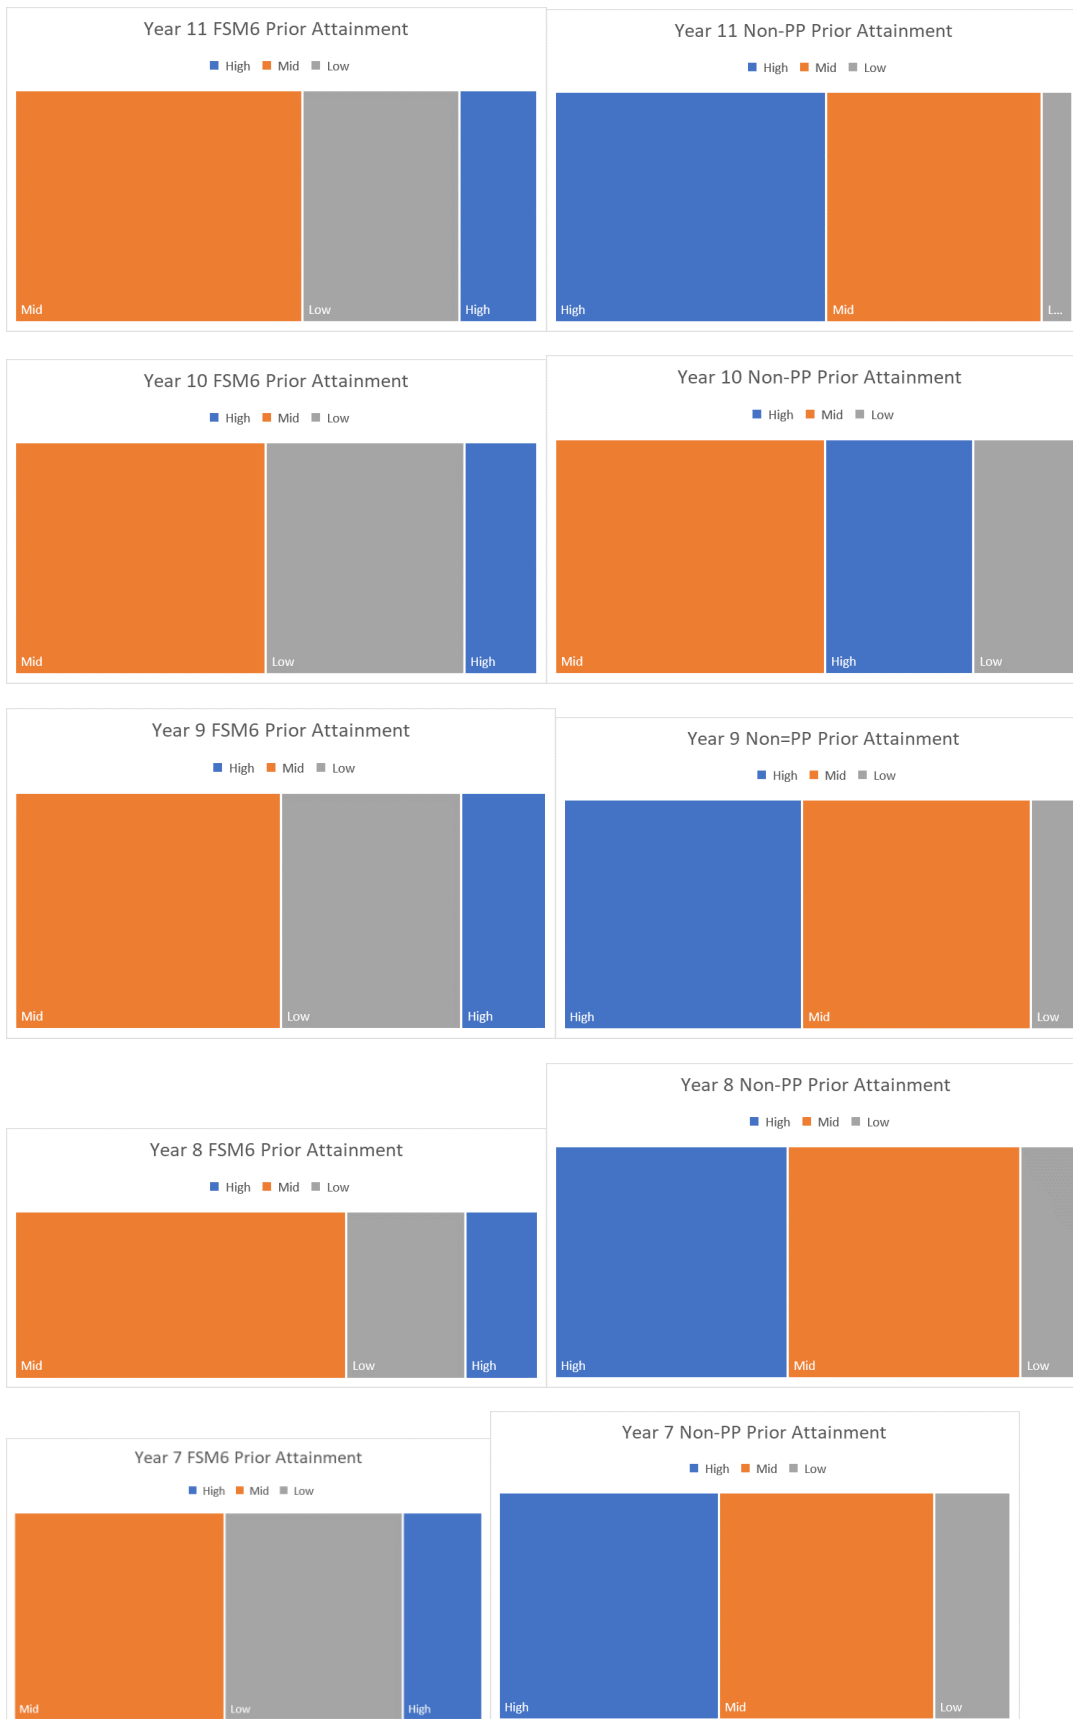 Year 11 FSM6 Prior Attainment
High Mid Low
Mid Low High
Year 11 Non-PP Prior Attainment
High Mid Low
High Mid L...
Year 10 FSM6 Prior Attainment
High Mid Low
Mid Low High
Year 10 Non-PP Prior Attainment
High Mid Low
Mid High Low
Year 9 FSM6 Prior Attainment
High Mid Low
Mid Low High
Year 9 Non=PP Prior Attainment
High Mid Low
High Mid Low
Year 8 FSM6 Prior Attainment
High Mid Low
Mid Low High
Year 8 Non-PP Prior Attainment
High Mid Low
High Mid Low
Year 7 FSM6 Prior Attainment
High Mid Low
Mid Low High
Year 7 Non-PP Prior Attainment
High Mid Low
High Mid Low